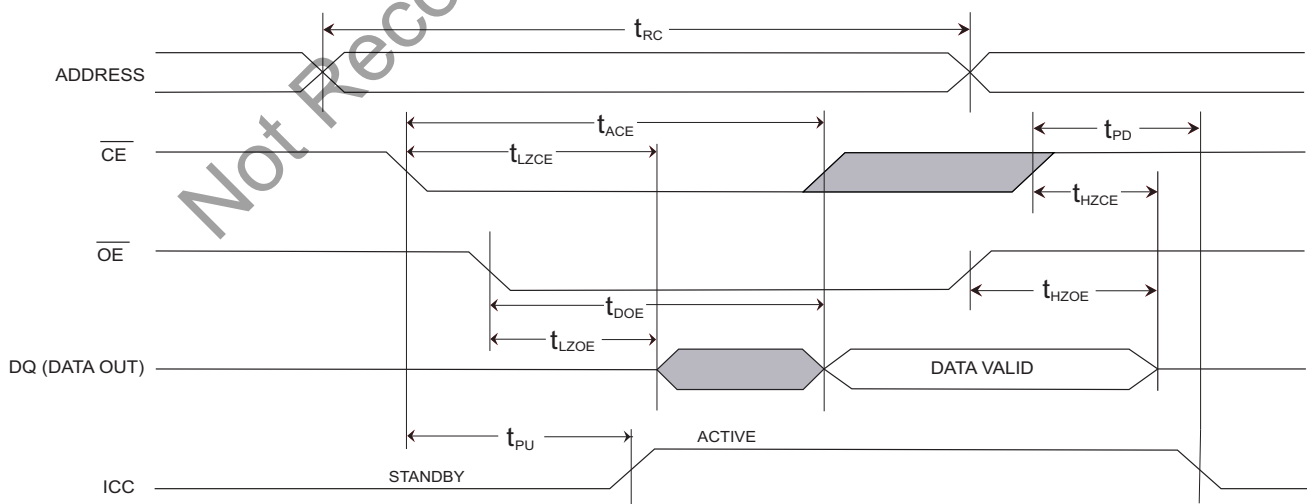 Not Reco
tRC
ADDRESS
tACE
tPD
CE
tLZCE
tHZCE
OE
tHZOE
tDOE
tLZOE
DQ (DATA OUT)
DATA VALID
tPU
ACTIVE
STANDBY
ICC